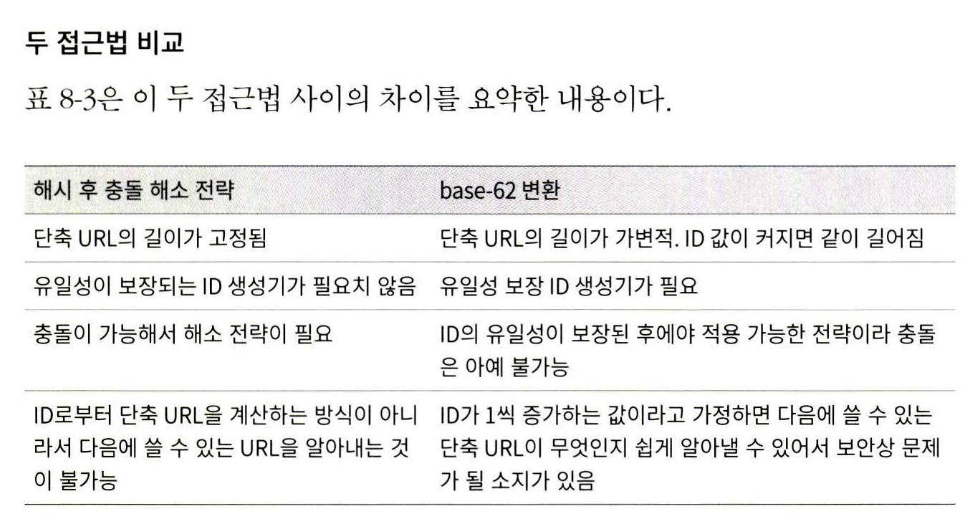 두 접근법 비교
표 8-3은 이 두 접근법 사이의 차이를 요약한 내용이다.
해시 후 충돌 해소 전략
base-62 변환
단축 URL의 길이가 고정됨
단축 URL의 길이가 가변적. ID 값이 커지면 같이 길어짐
유일성이 보장되는 ID 생성기가 필요치 않음
유일성 보장 ID 생성기가 필요
충돌이 가능해서 해소 전략이 필요
ID의 유일성이 보장된 후에야 적용 가능한 전략이라 충돌
은 아예 불가능
ID로부터 단축 URL을 계산하는 방식이 아니
라서 다음에 쓸 수 있는 URL을 알아내는 것
이 불가능
ID가 1씩 증가하는 값이라고 가정하면 다음에 쓸 수 있는
단축 URL이 무엇인지 쉽게 알아낼 수 있어서 보안상 문제
가 될 소지가 있음